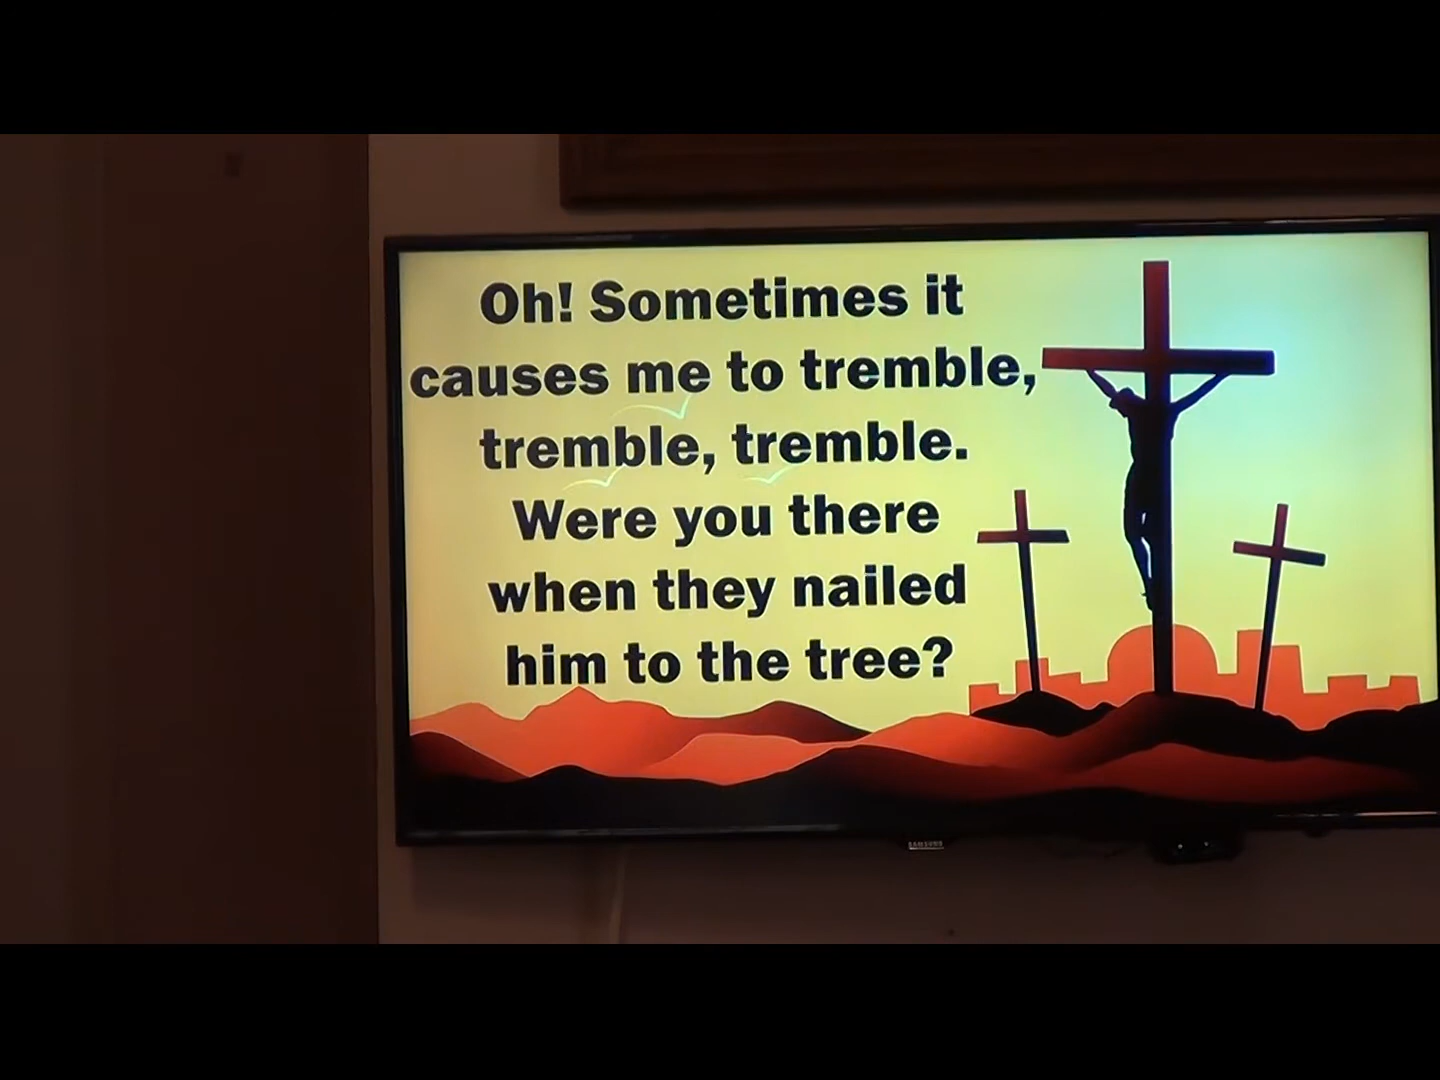 Oh! Sometimes it
causes me to tremble,
tremble, tremble.
Were you there
when they nailed
him to the tree?
SAMSUNG